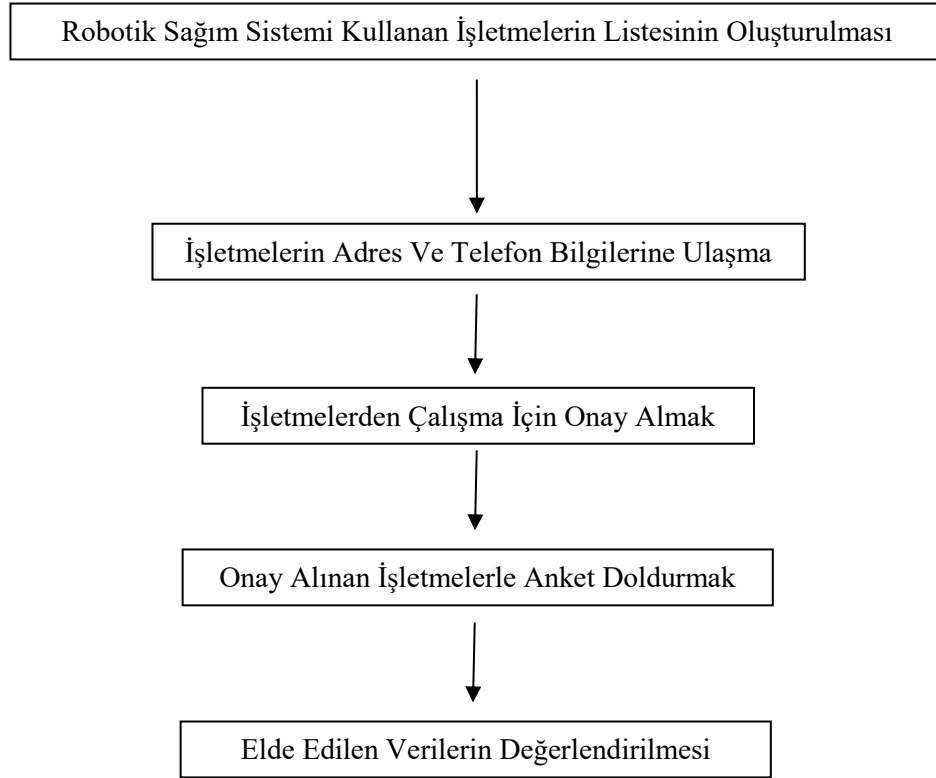 Robotik Sağım Sistemi Kullanan İşletmelerin Listesinin Oluşturulması
İşletmelerin Adres Ve Telefon Bilgilerine Ulaşma
İşletmelerden Çalışma İçin Onay Almak
Onay Alınan İşletmelerle Anket Doldurmak
Elde Edilen Verilerin Değerlendirilmesi